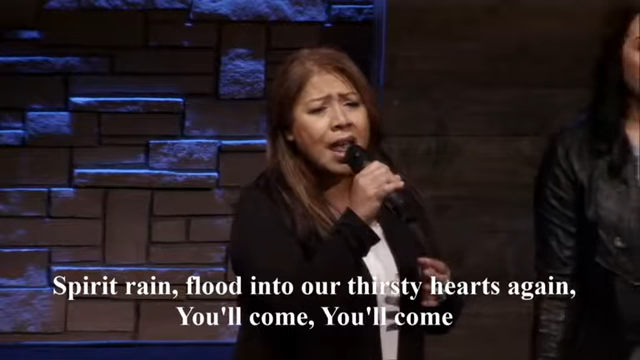 Spirit rain, flood into our thirsty hearts again,
You'll come, You'll come